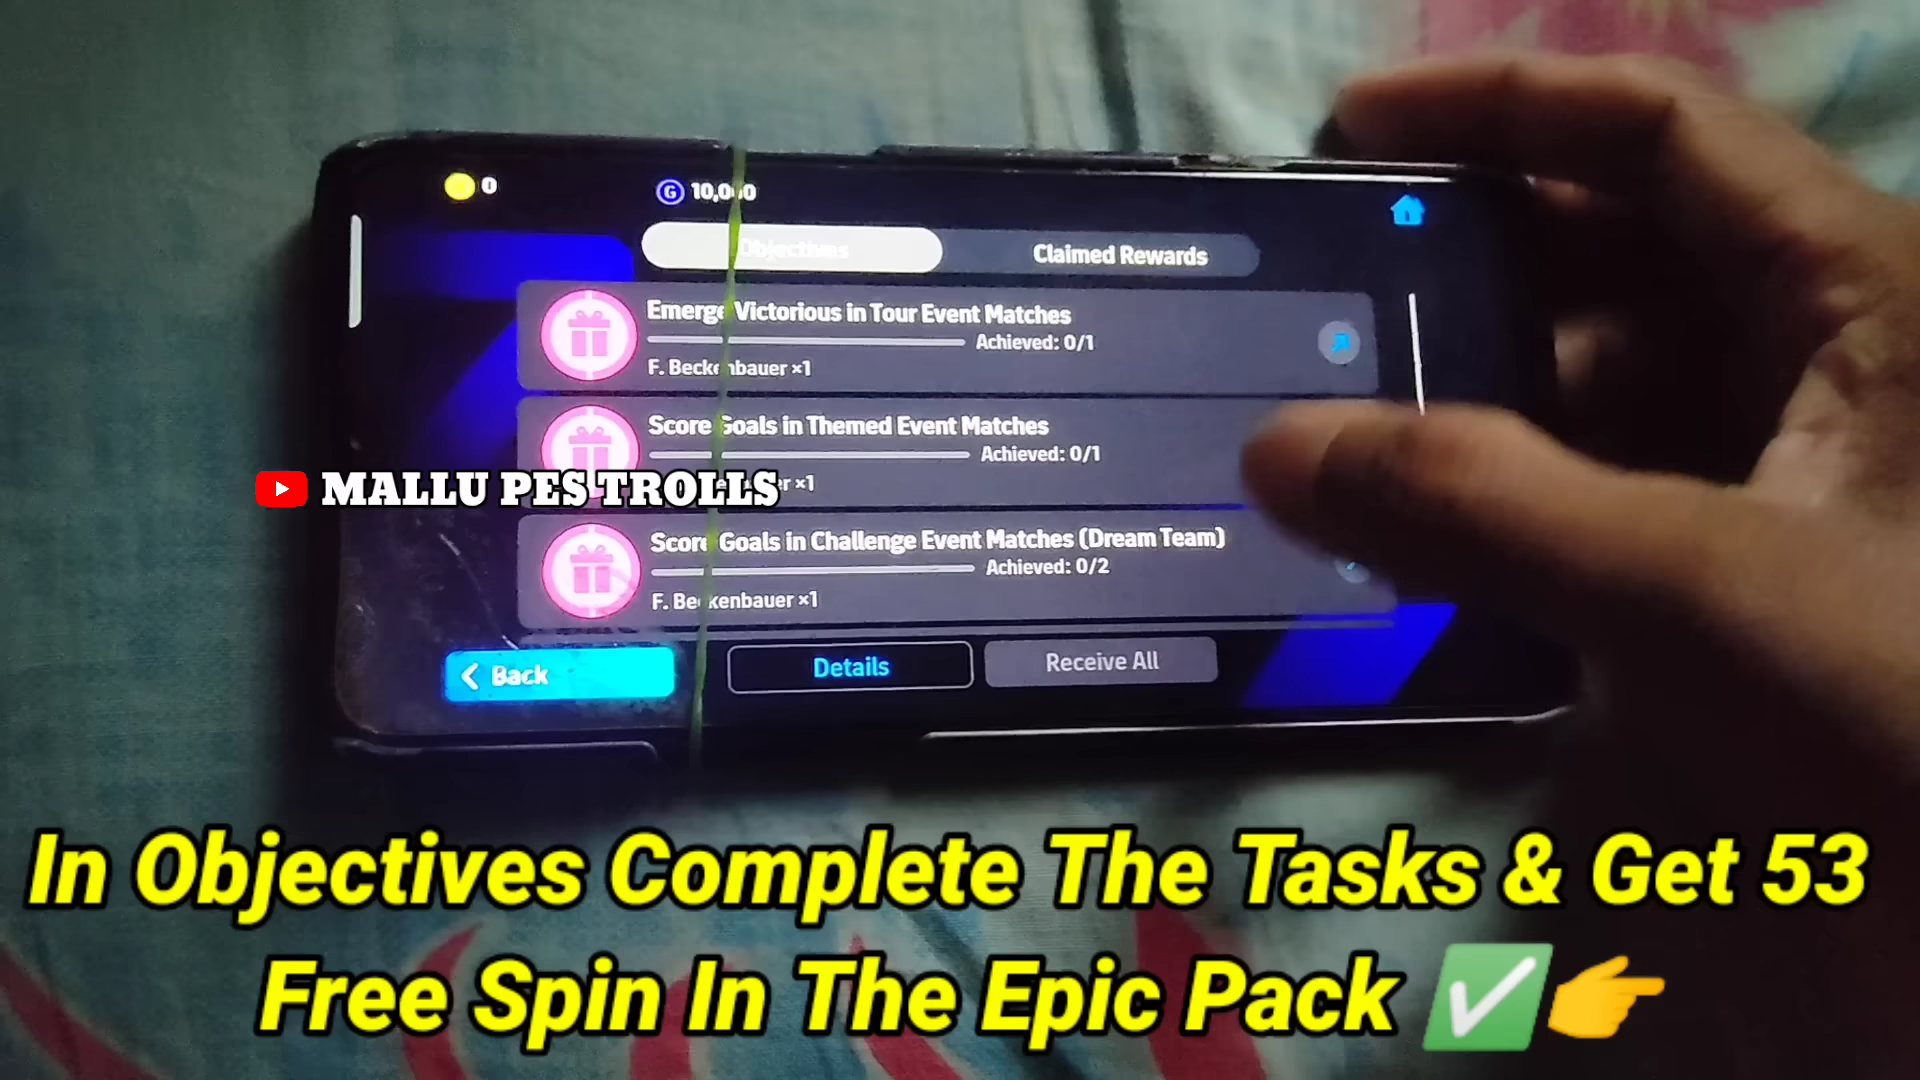 0
10,0 0
Objectives
Claimed Rewards
Emerge Victorious in Tour Event Matches
Achieved: 0/1
F. Beckenbauer ×1
Score Goals in Themed Event Matches
Achieved: 0/1
×1
MALLU PES TROLLS
Score Goals in Challenge Event Matches (Dream Team)
Achieved: 0/2
F. Beckenbauer ×1
Back
Details
Receive All
In Objectives Complete The Tasks & Get 53
Free Spin In The Epic Pack ✅👉